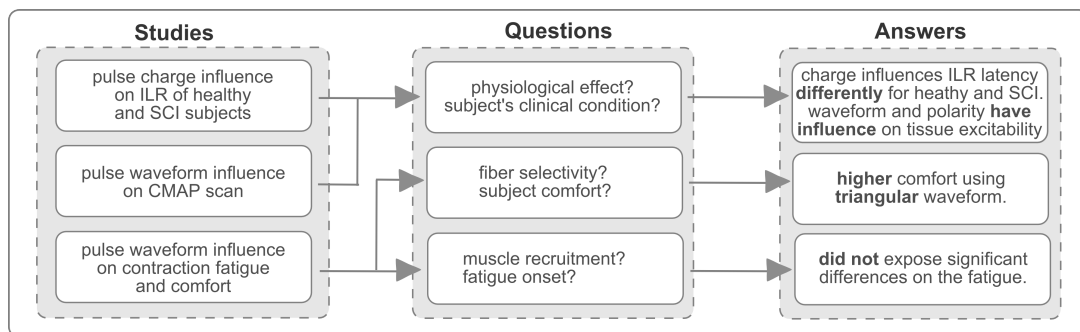 Studies
pulse charge influence
on ILR of healthy
and SCI subjects
pulse waveform influence
on CMAP scan
pulse waveform influence
on contraction fatigue
and comfort
Questions
physiological effect?
subject's clinical condition?
fiber selectivity?
subject comfort?
muscle recruitment?
fatigue onset?
Answers
charge influences ILR latency
differently for heathy and SCI.
waveform and polarity have
influence on tissue excitability
higher comfort using
triangular waveform.
did not expose significant
differences on the fatigue.